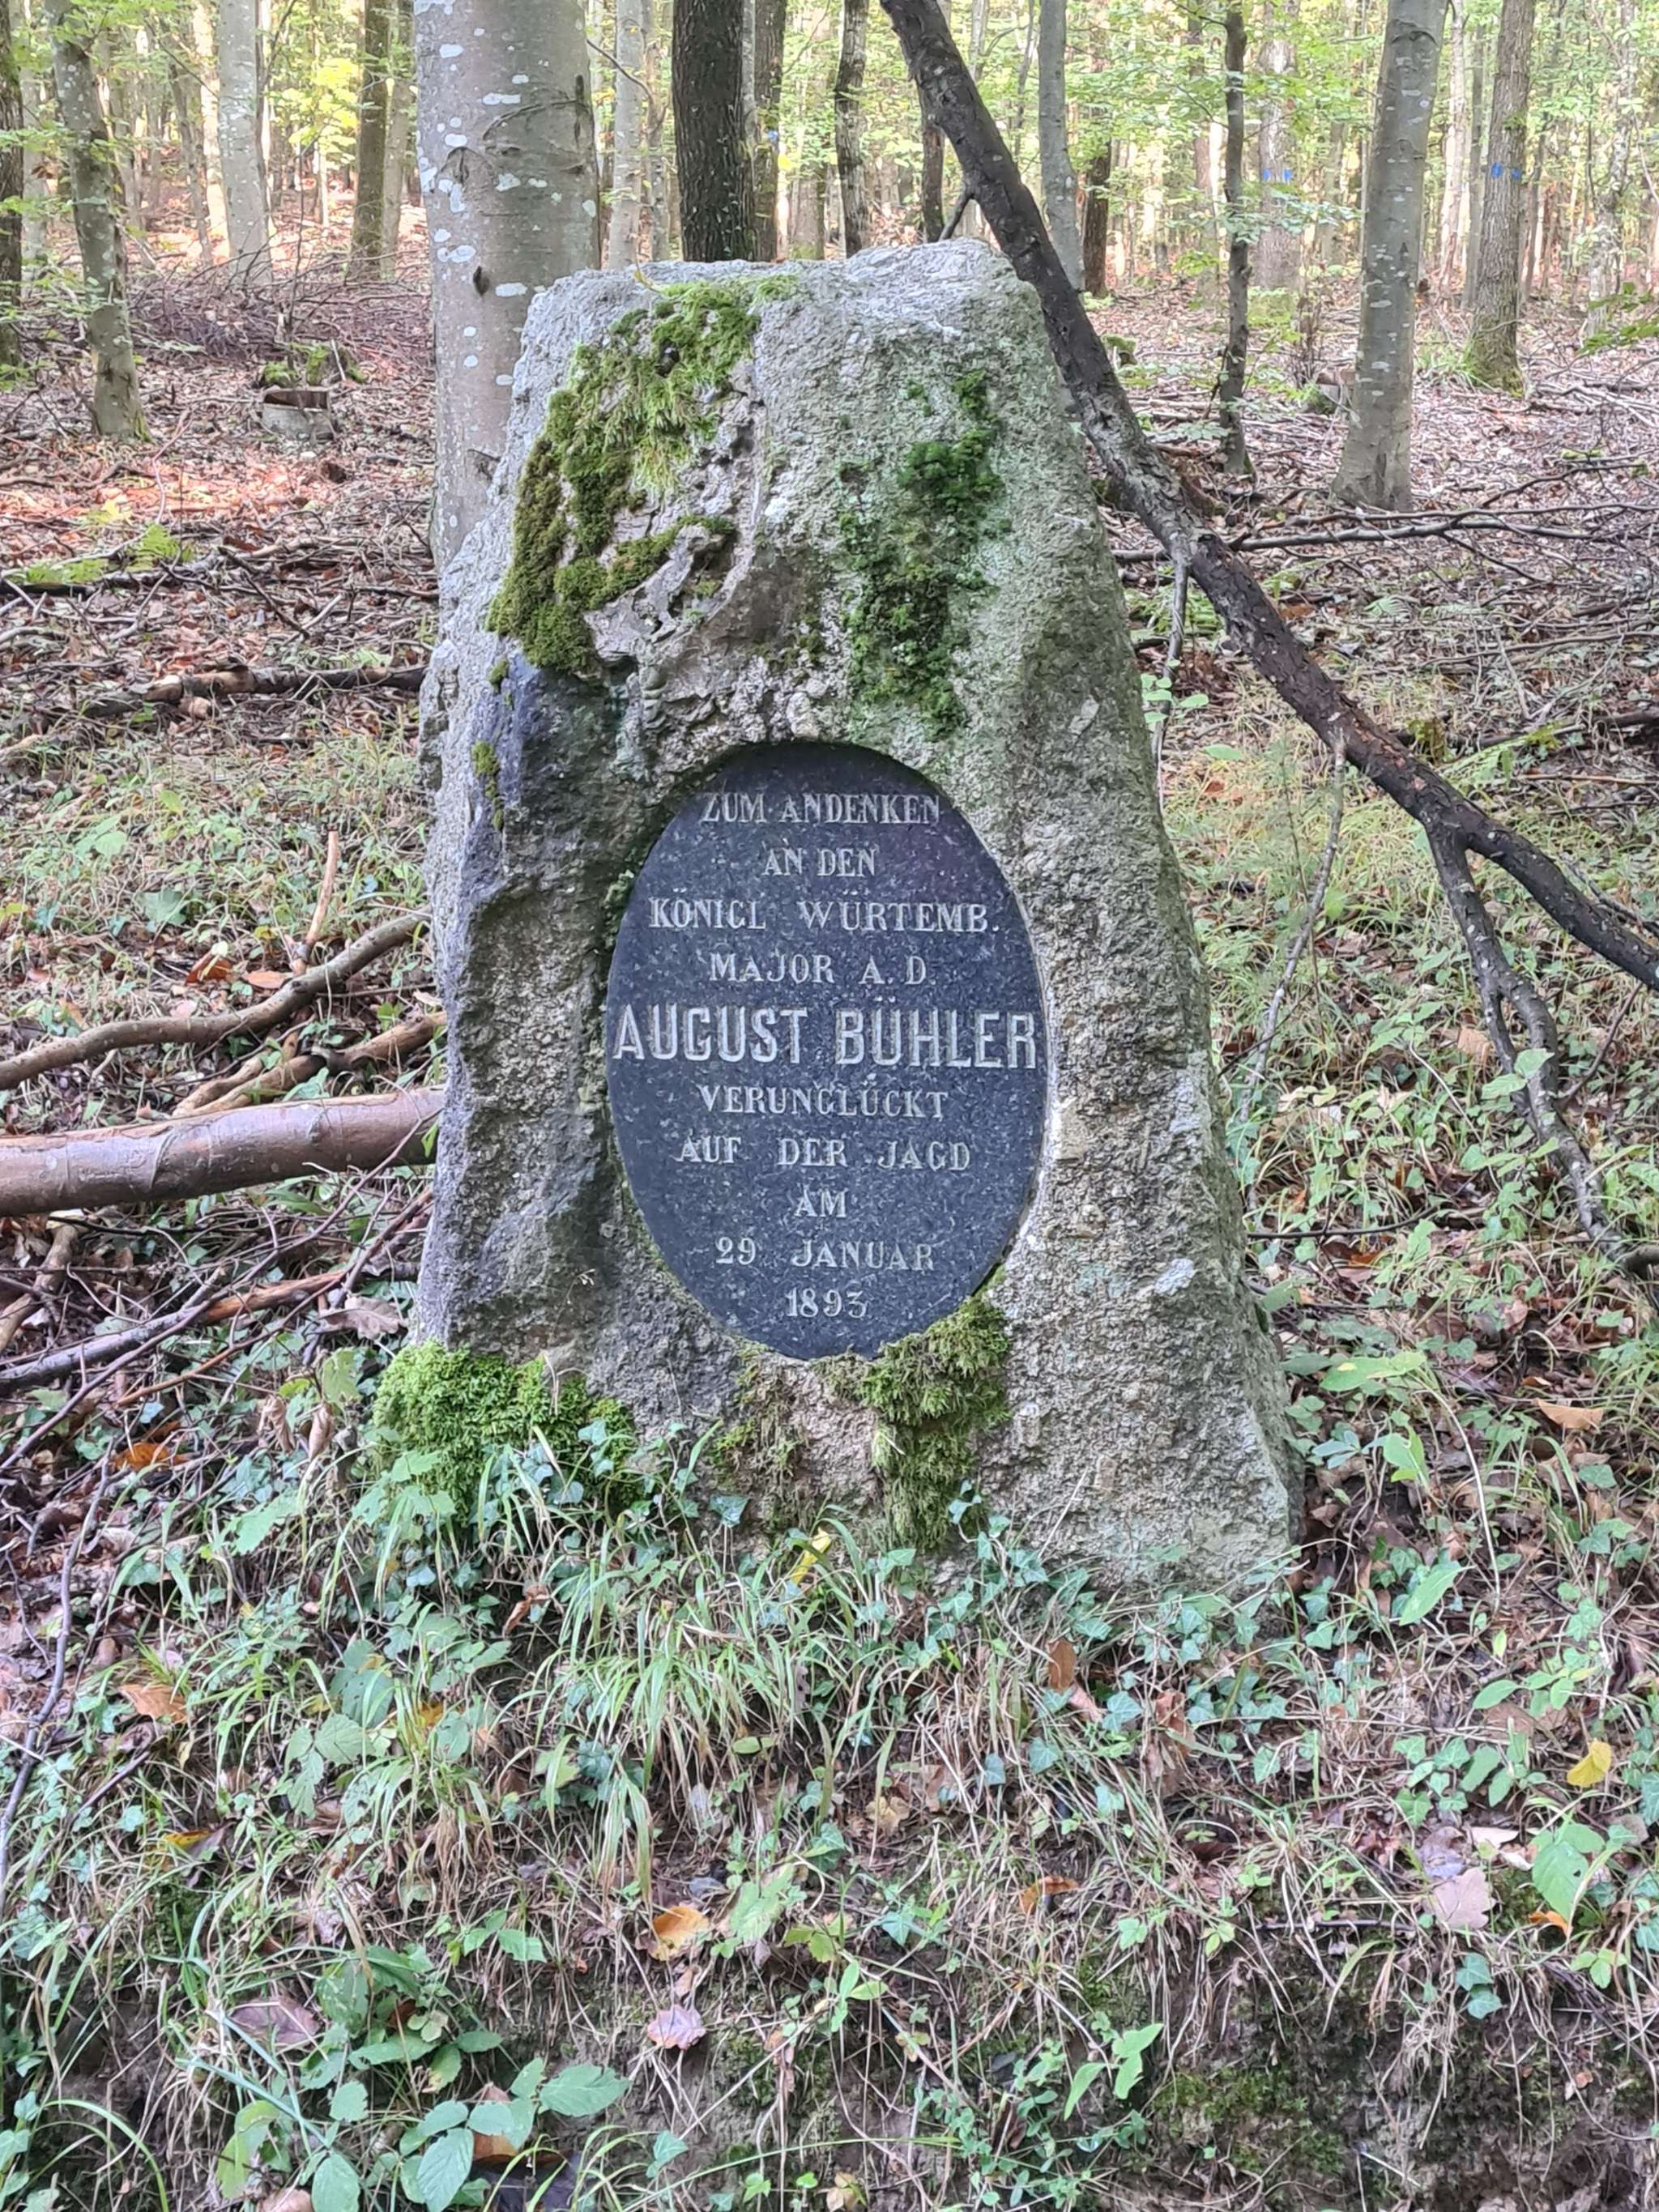 ZUM ANDENKEN
AN DEN
KÖNIGL WÜRTEMB.
MAJOR A. D.
AUGUST BÜHLER
VERUNGLÜCKT
AUF DER JAGD
AM
29 JANUAR
1893